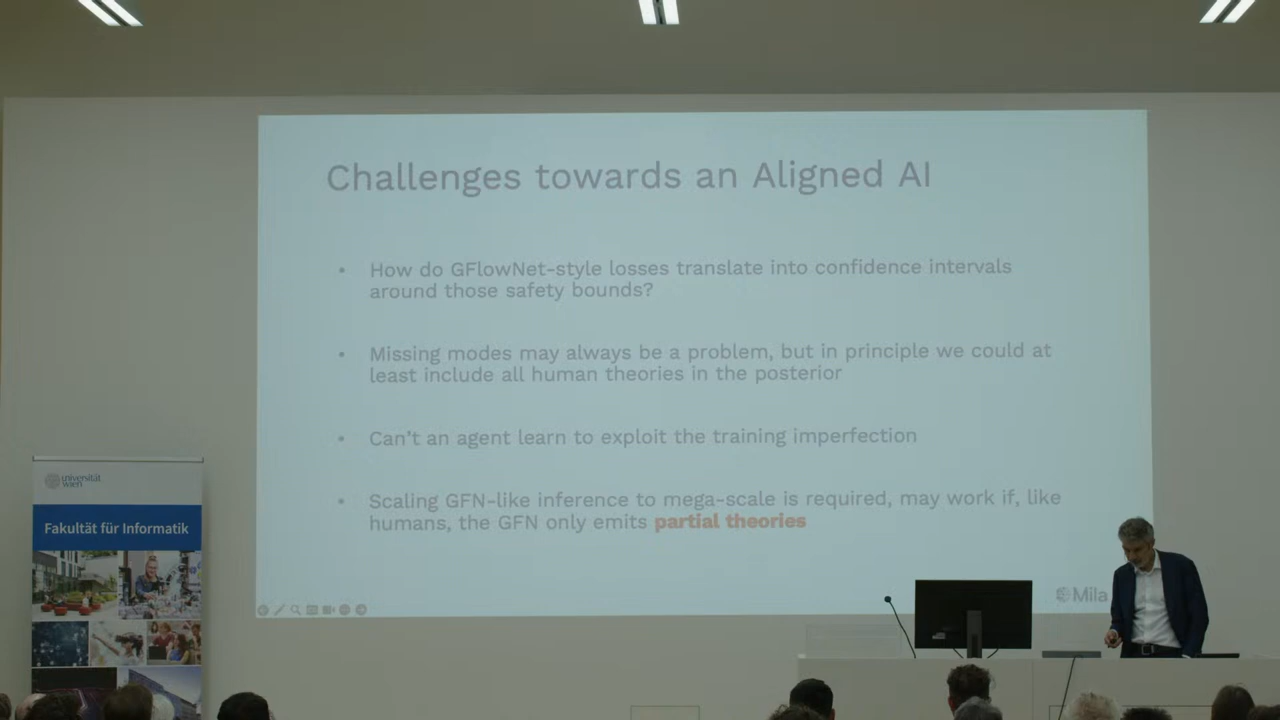 Challenges towards an Aligned AI
• How do GFlowNet-style losses translate into confidence intervals
around those safety bounds?
• Missing modes may always be a problem, but in principle we could at
least include all human theories in the posterior
• Can't an agent learn to exploit the training imperfection
• Scaling GFN-like inference to mega-scale is required, may work if, like
humans, the GFN only emits partial theories
Mila
universität
wien
Fakultät für Informatik